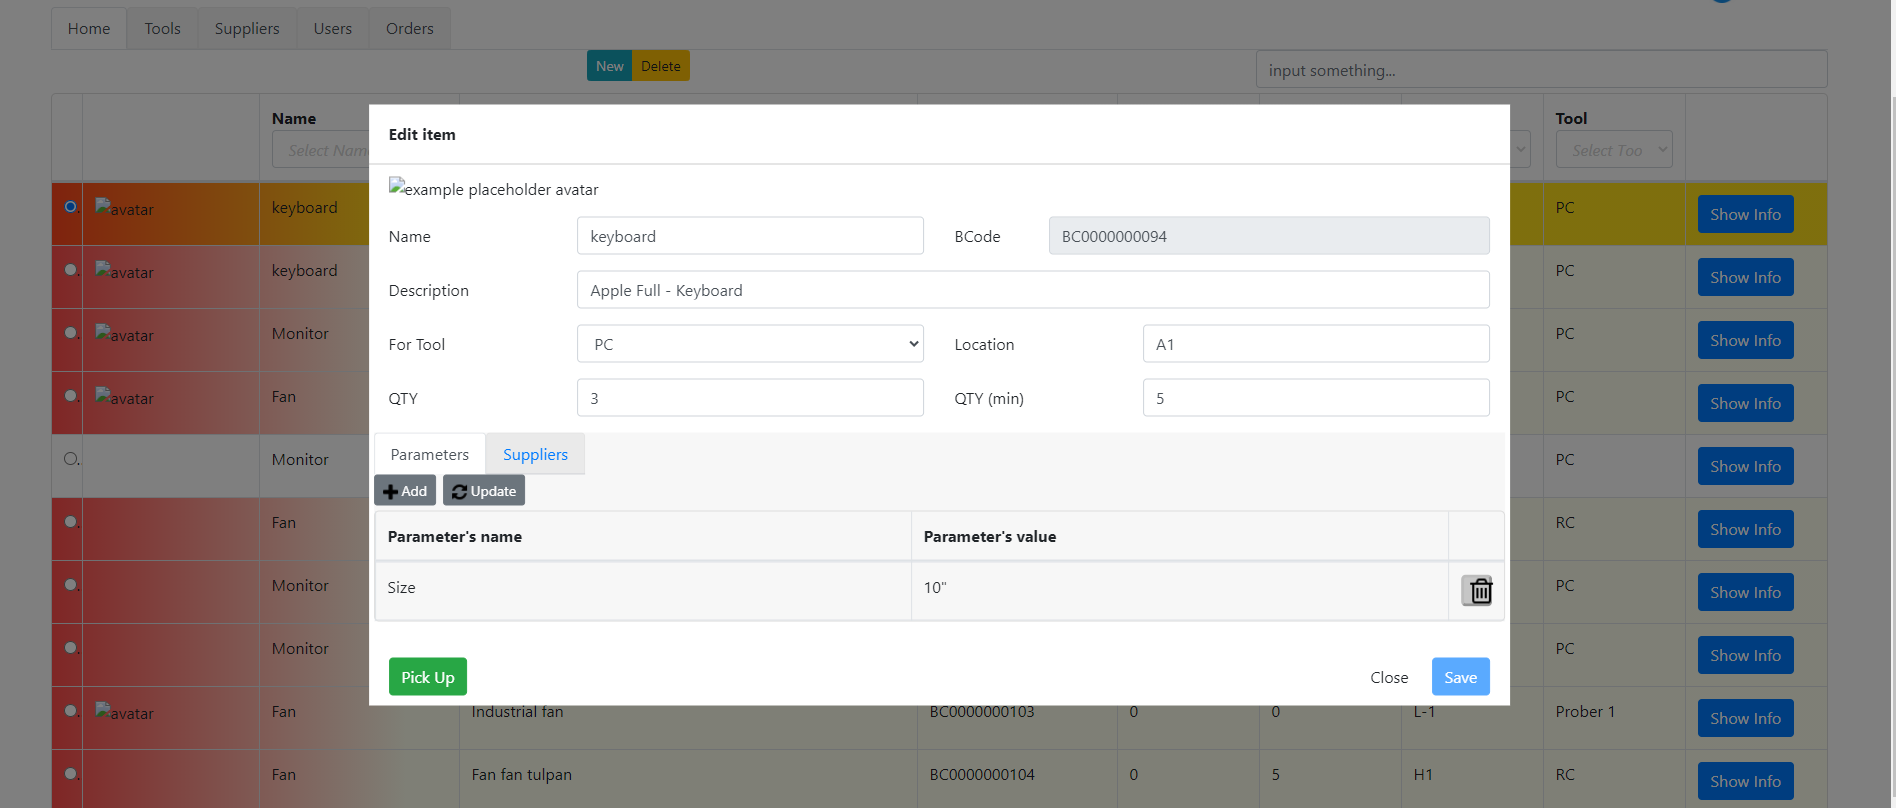 Home Tools Suppliers Users Orders
New Delete input something...
Name Tool
Select Nam Select Too
Edit item
example placeholder avatar
Name keyboard BCode BC0000000094
Description Apple Full - Keyboard
For Tool PC Location A1
QTY 3 QTY (min) 5
Parameters Suppliers
Add Update
Parameter's name Parameter's value
Size 10"
Pick Up Close Save
avatar keyboard PC Show Info
avatar keyboard PC Show Info
avatar Monitor PC Show Info
avatar Fan PC Show Info
Monitor PC Show Info
Fan RC Show Info
Monitor PC Show Info
Monitor PC Show Info
avatar Fan Industrial fan BC0000000103 0 0 L-1 Prober 1 Show Info
Fan Fan fan tulpan BC0000000104 0 5 H1 RC Show Info